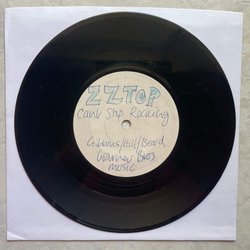 ZZ TOP
Can't Stop Rocking
Gibbons/Hill/Beard
Warner Bros
music